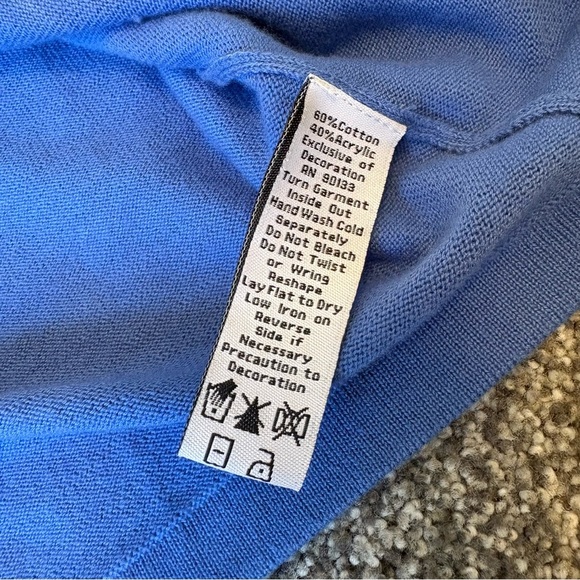 60%Cotton
40%Acrylic
Exclusive of
Decoration
RN 90133
Turn Garment
Inside Out
Hand Wash Cold
Separately
Do Not Bleach
Do Not Twist
or Wring
Reshape
Lay Flat to Dry
Low Iron on
Reverse
Side if
Necessary
Precaution to
Decoration